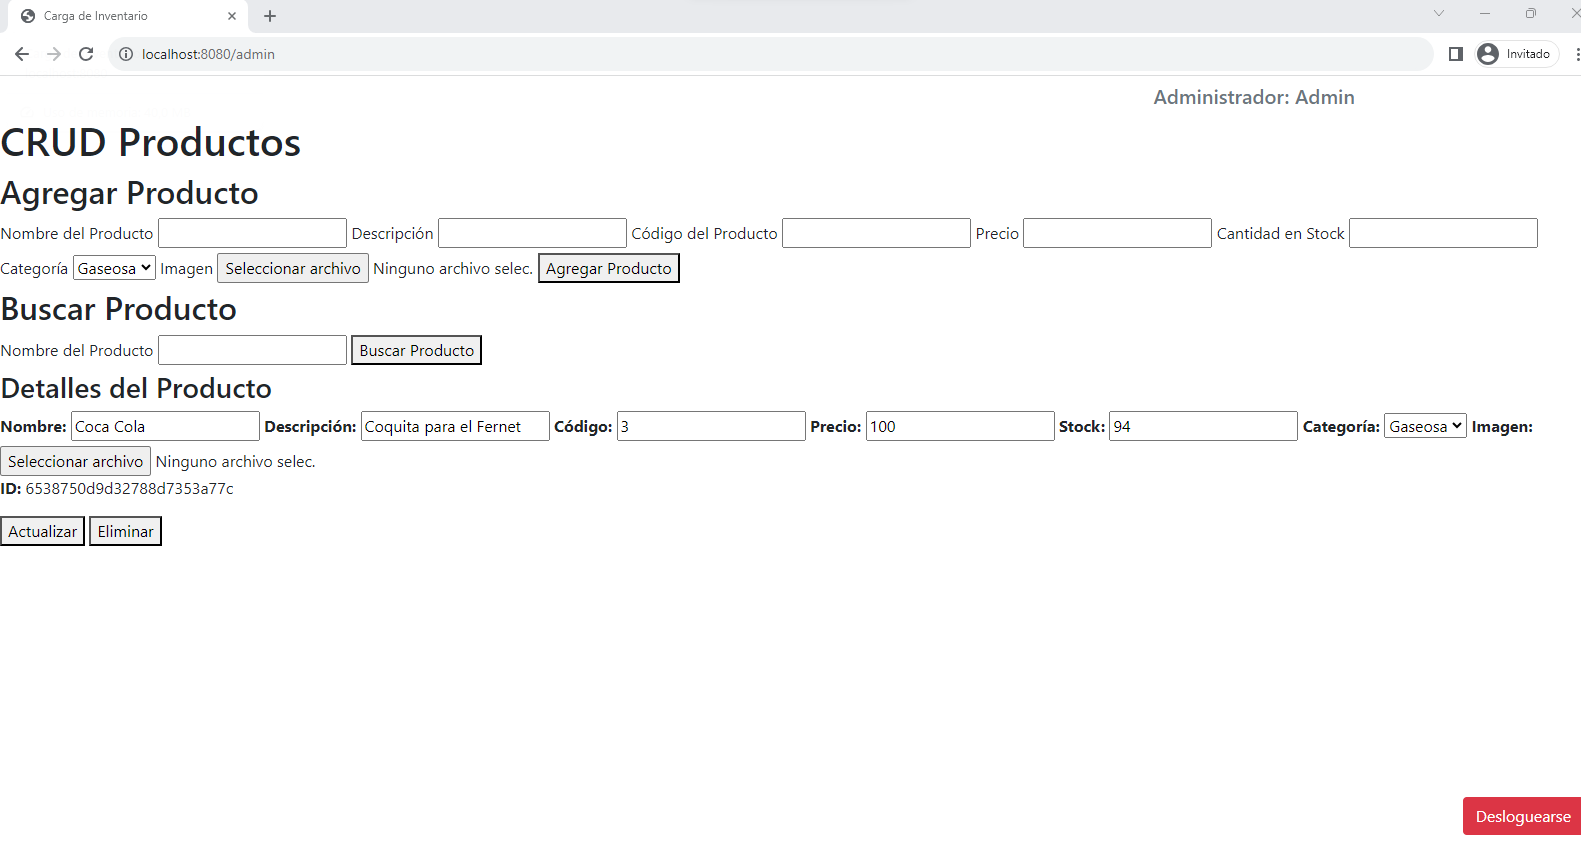 Carga de Inventario
localhost:8080/admin
Invitado
Administrador: Admin
CRUD Productos
Agregar Producto
Nombre del Producto Descripción Código del Producto Precio Cantidad en Stock
Categoría Gaseosa Imagen Seleccionar archivo Ninguno archivo selec. Agregar Producto
Buscar Producto
Nombre del Producto Buscar Producto
Detalles del Producto
Nombre: Coca Cola Descripción: Coquita para el Fernet Código: 3 Precio: 100 Stock: 94 Categoría: Gaseosa Imagen:
Seleccionar archivo Ninguno archivo selec.
ID: 6538750d9d32788d7353a77c
Actualizar Eliminar
Desloguearse